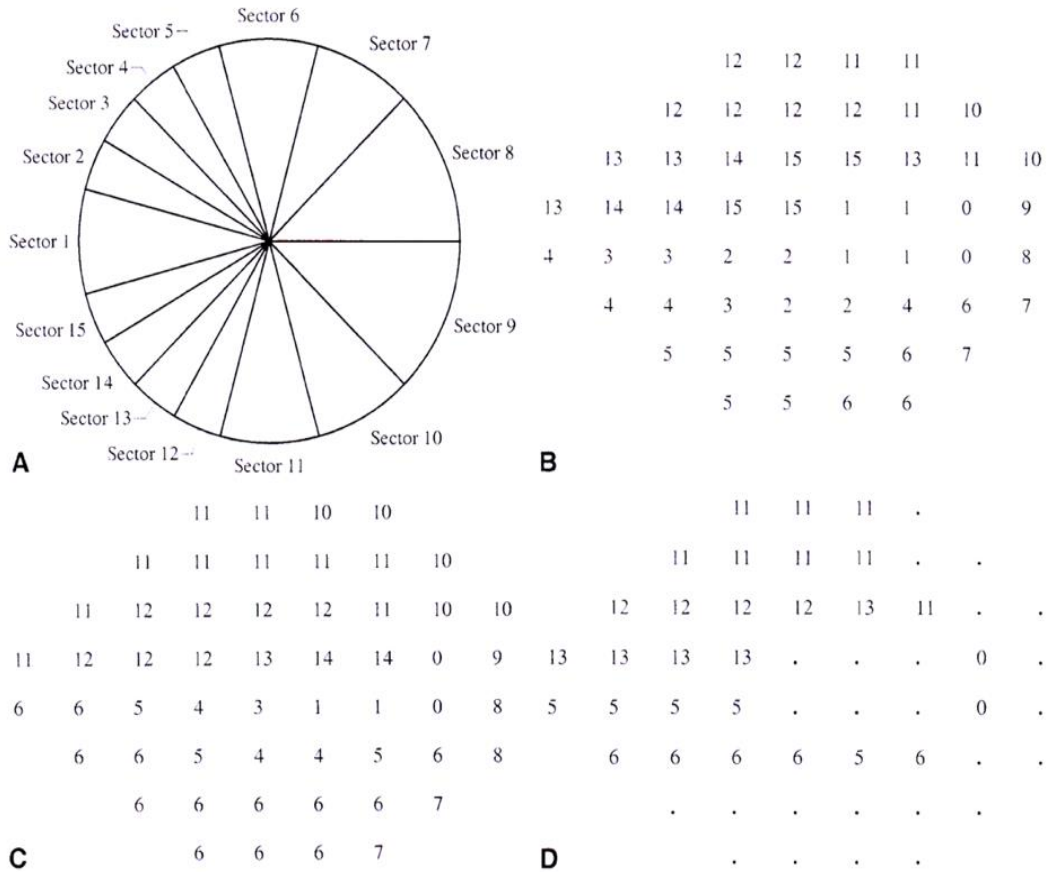 Sector 6
Sector 5
Sector 7
Sector 4
Sector 3
Sector 2
Sector 8
Sector 1
Sector 15
Sector 9
Sector 14
Sector 13
Sector 10
Sector 12
Sector 11
A
12 12 11 11
12 12 12 12 11 10
13 13 14 15 15 13 11 10
13 14 14 15 15 1 1 0 9
4 3 3 2 2 1 1 0 8
4 4 3 2 2 4 6 7
5 5 5 5 6 7
5 5 6 6
B
11 11 10 10
11 11 11 11 11 10
11 12 12 12 12 11 10 10
11 12 12 12 13 14 14 0 9
6 6 5 4 3 1 1 0 8
6 6 5 4 4 5 6 8
6 6 6 6 6 7
6 6 6 7
C
11 11 11 .
11 11 11 11 . .
12 12 12 12 13 11 . .
13 13 13 13 . . . 0 .
5 5 5 5 . . . 0 .
6 6 6 6 5 6 . .
. . . . . .
. . . .
D